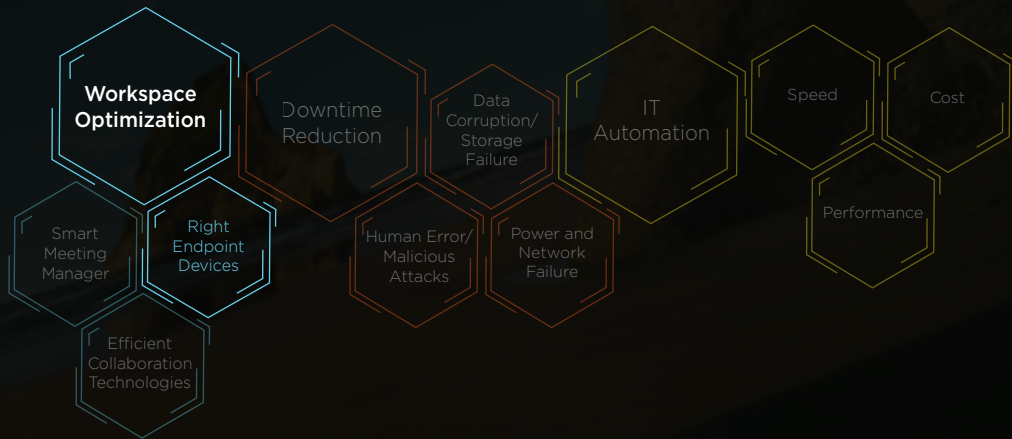 Workspace
Optimization
Smart
Meeting
Manager
Right
Endpoint
Devices
Efficient
Collaboration
Technologies
Downtime
Reduction
Data
Corruption/
Storage
Failure
Human Error/
Malicious
Attacks
Power and
Network
Failure
IT
Automation
Speed
Cost
Performance